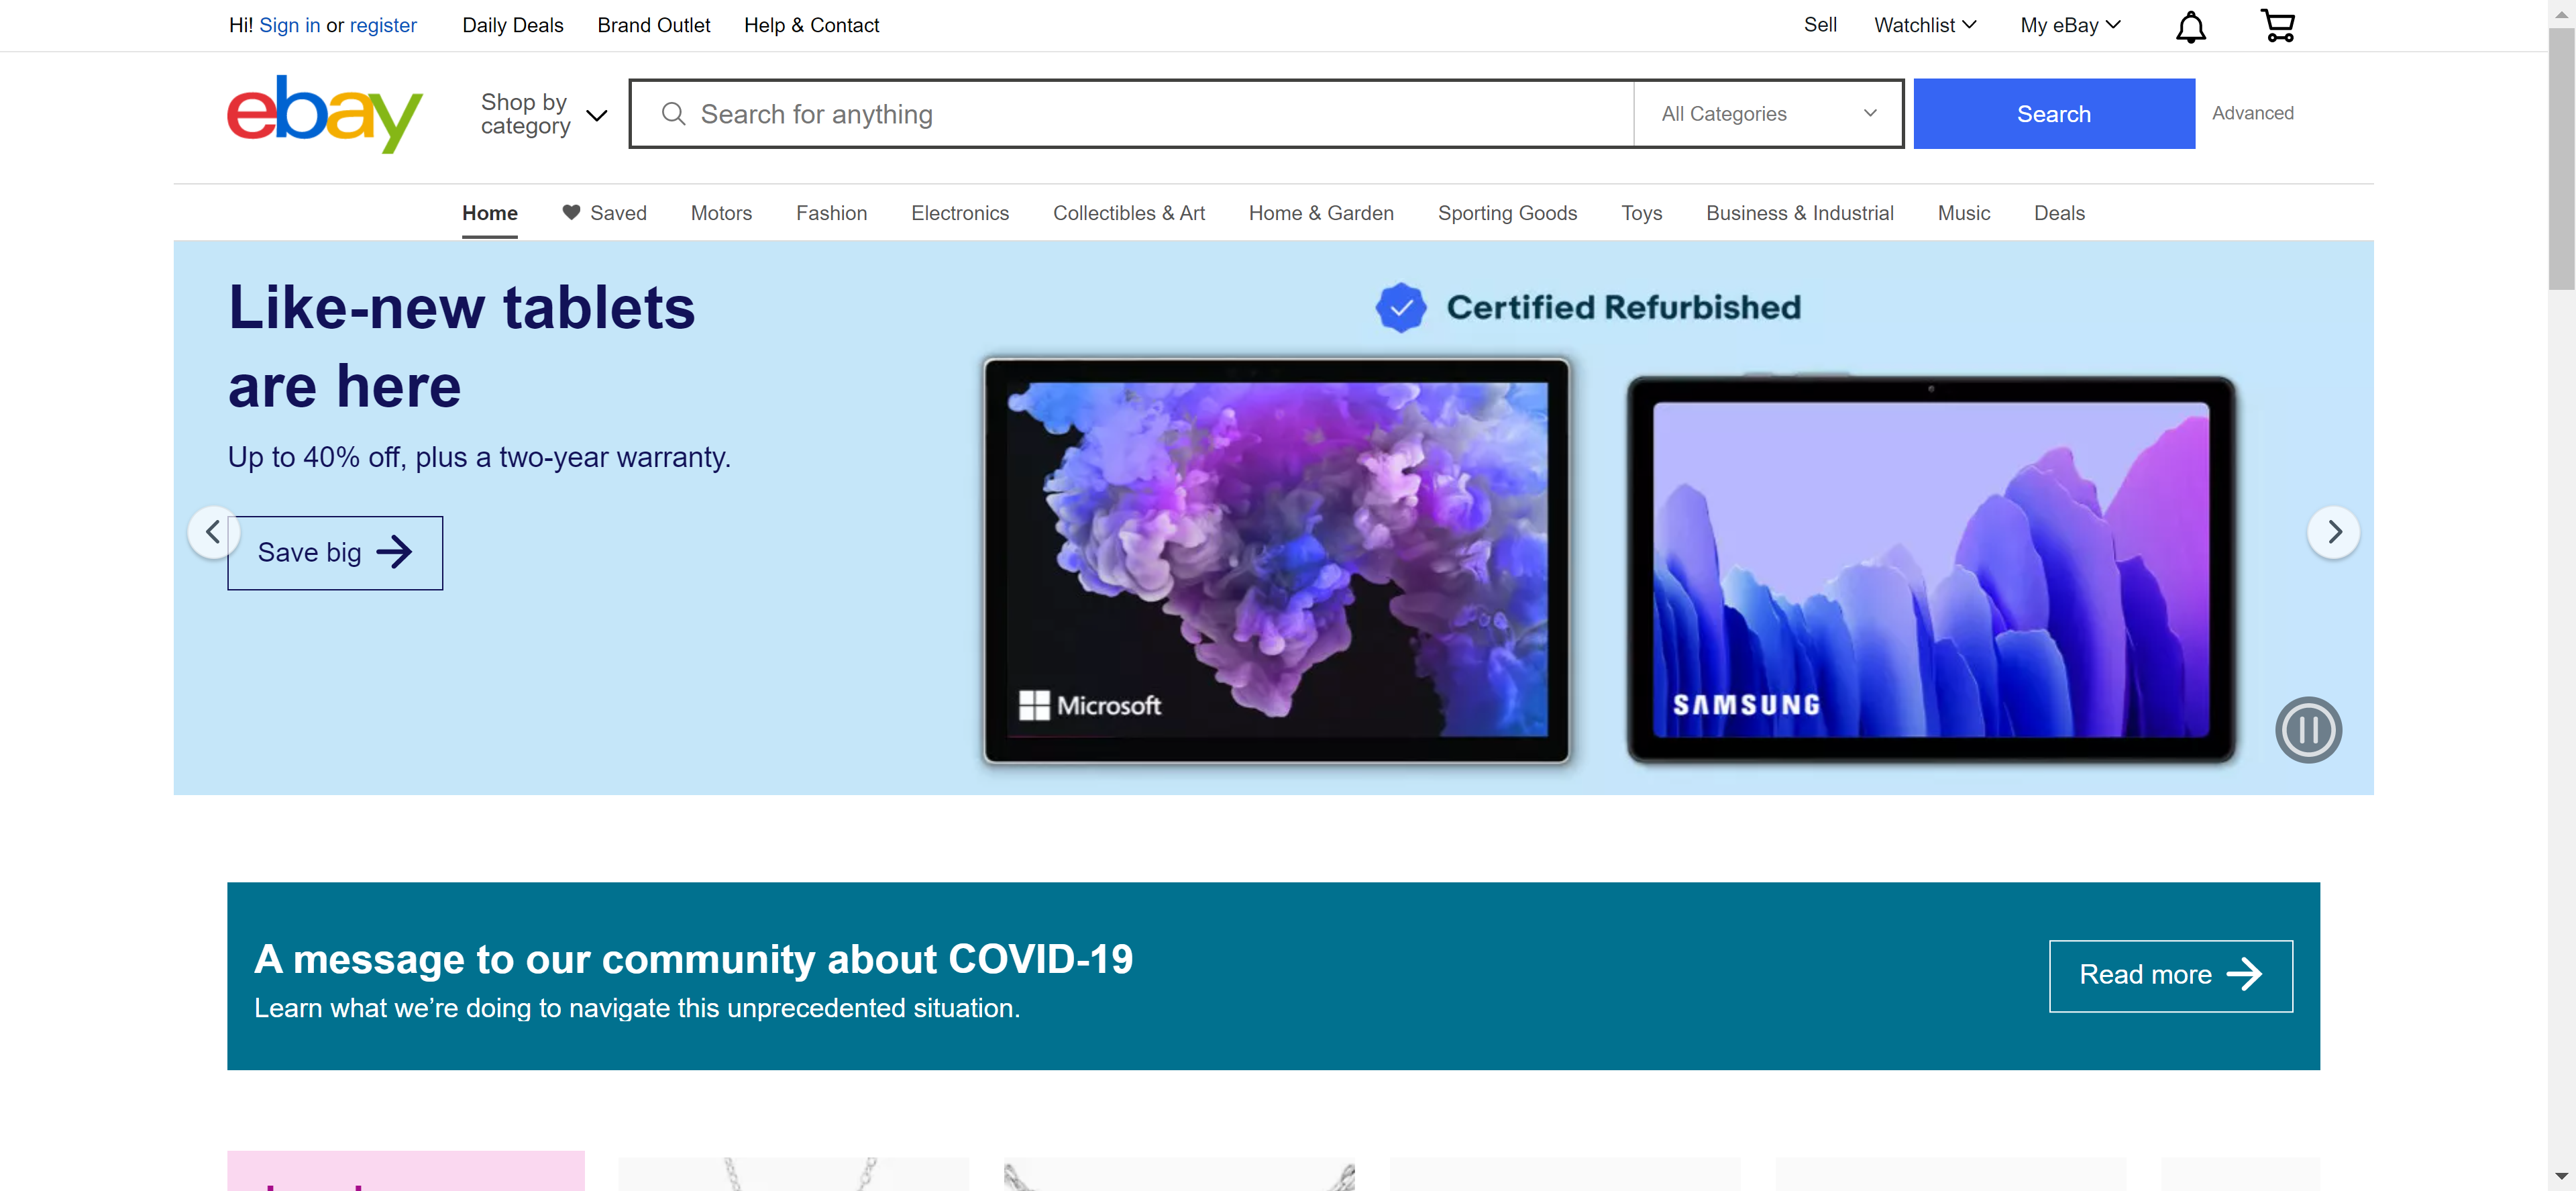 Hi! Sign in or register Daily Deals Brand Outlet Help & Contact Sell Watchlist My eBay
ebay
Shop by
category
Search for anything
All Categories
Search
Advanced
Home Saved Motors Fashion Electronics Collectibles & Art Home & Garden Sporting Goods Toys Business & Industrial Music Deals
Like-new tablets
are here
Up to 40% off, plus a two-year warranty.
Save big
Certified Refurbished
Microsoft
SAMSUNG
A message to our community about COVID-19
Learn what we’re doing to navigate this unprecedented situation.
Read more